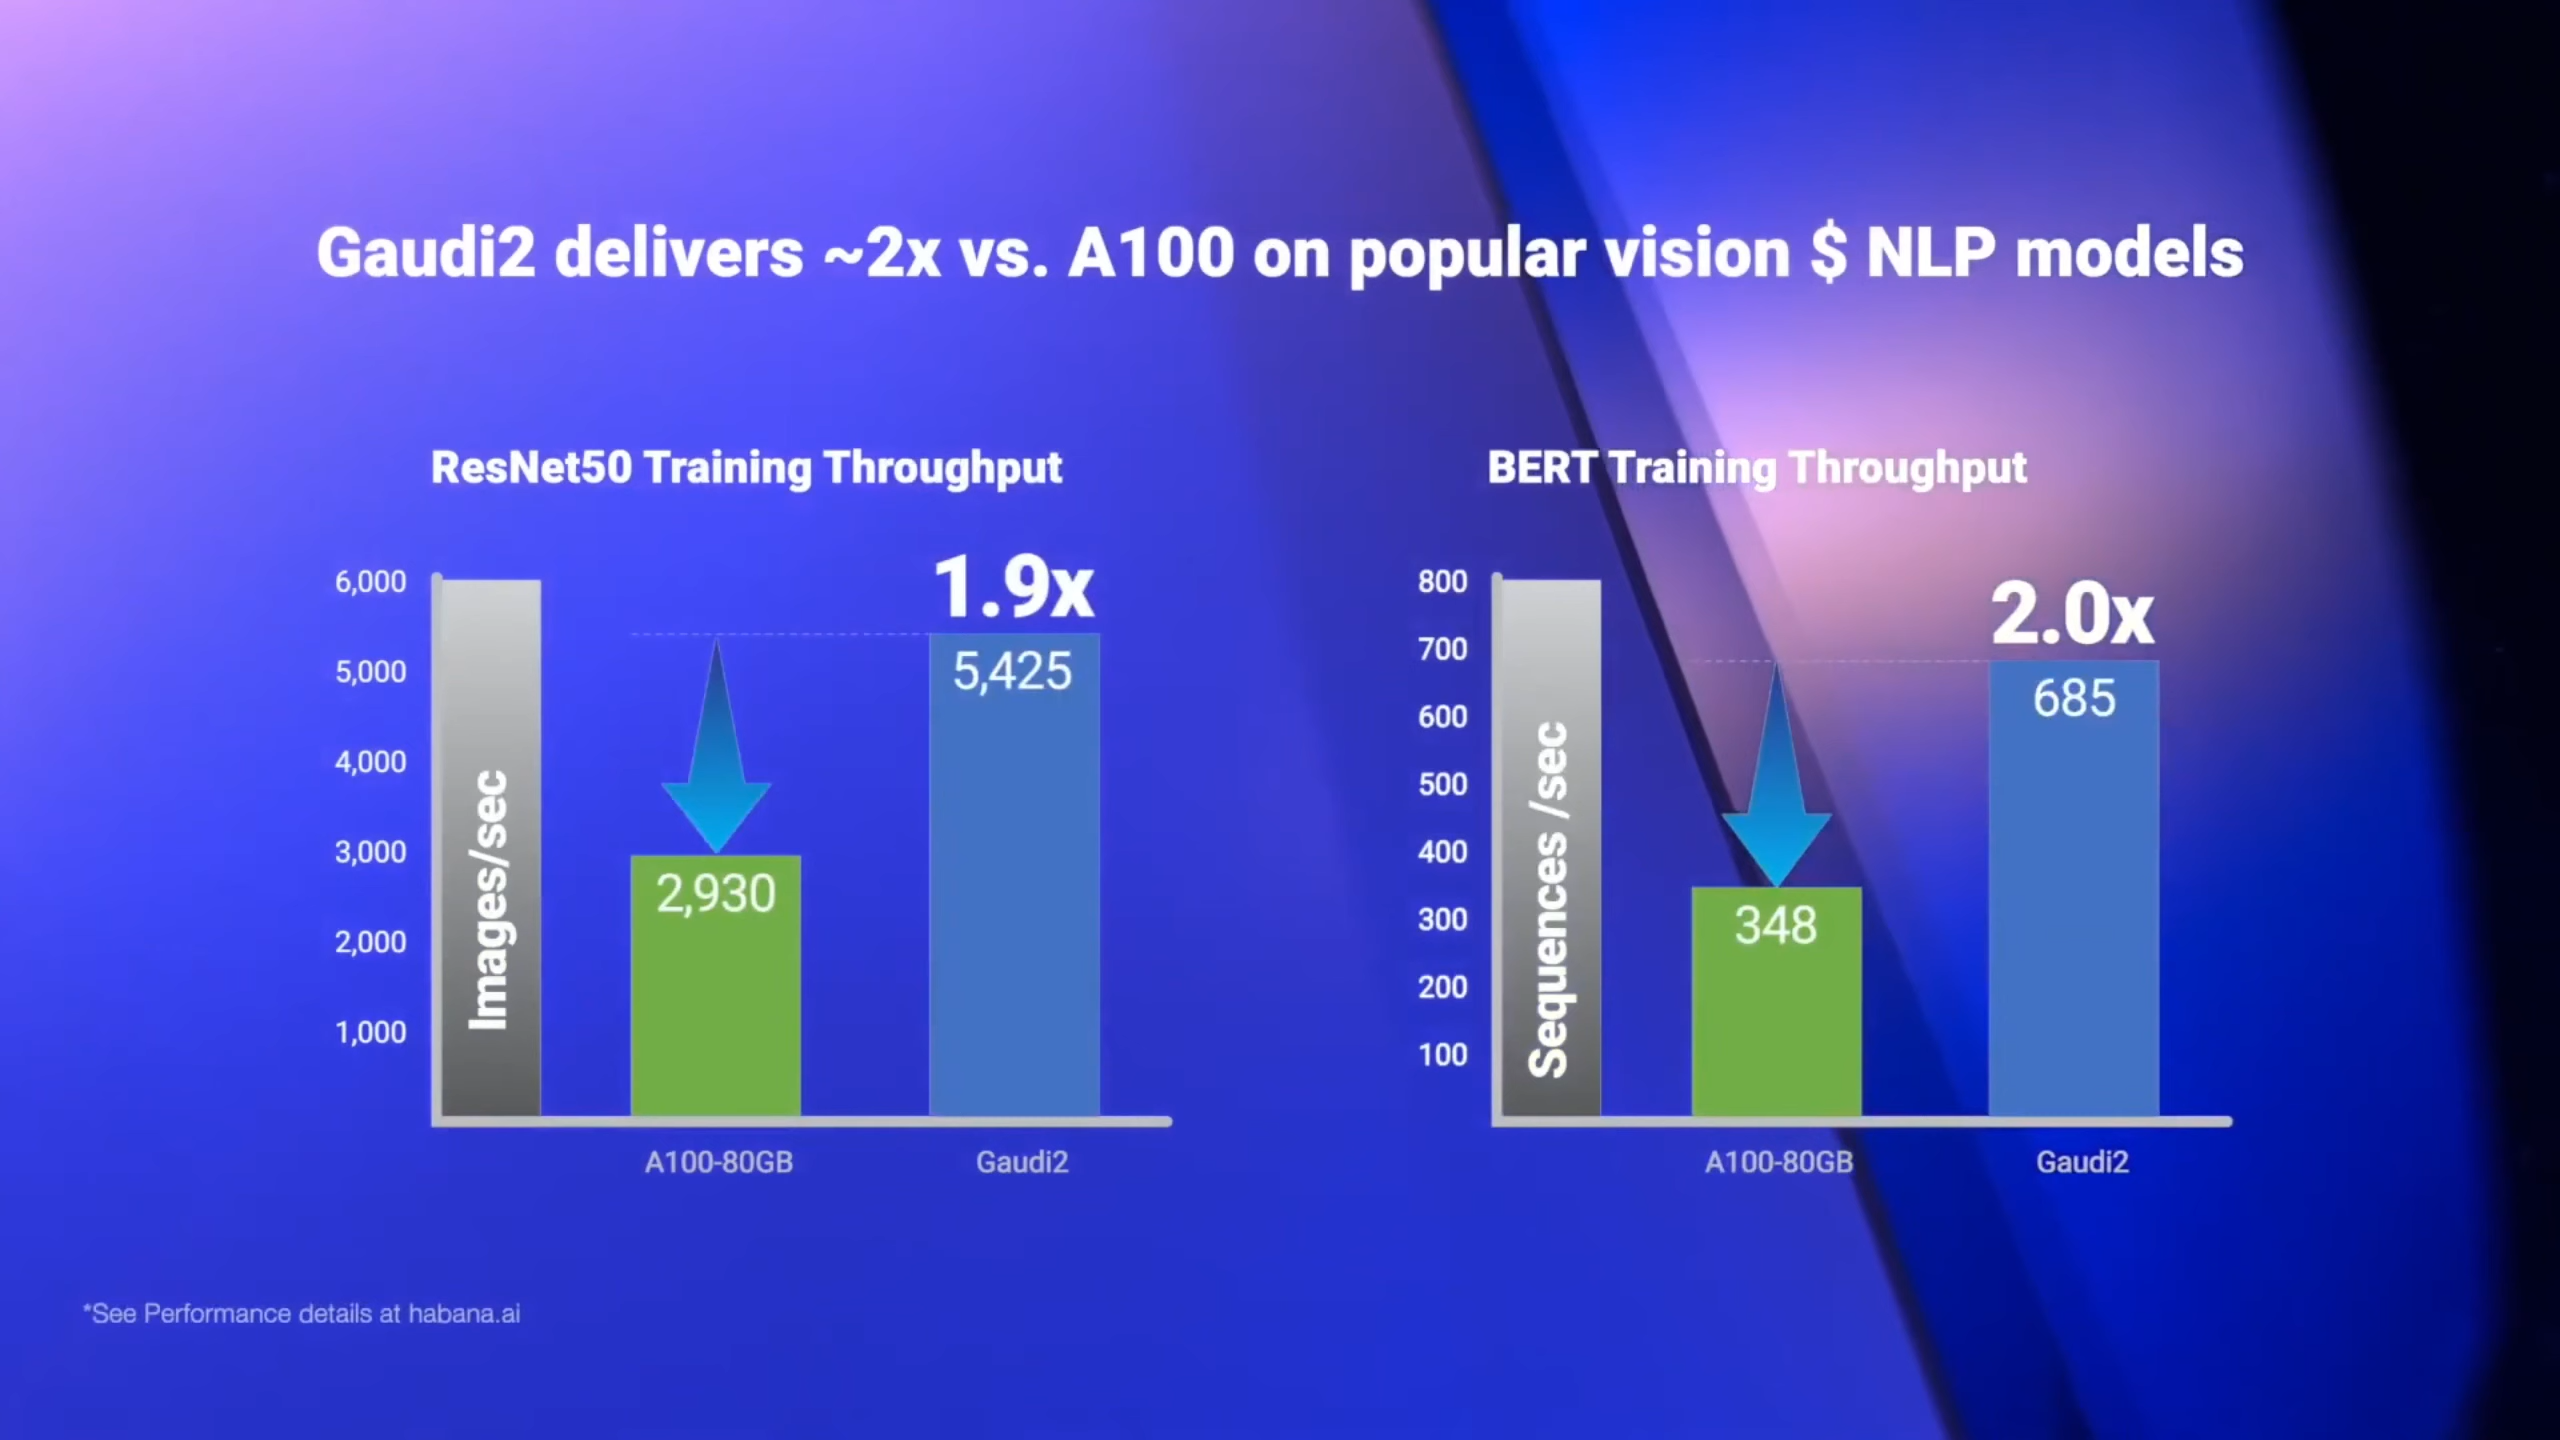 Gaudi2 delivers ~2x vs. A100 on popular vision $ NLP models
ResNet50 Training Throughput
1.9x
6,000
5,000
4,000
3,000
2,000
1,000
Images/sec
2,930
5,425
A100-80GB
Gaudi2
BERT Training Throughput
2.0x
800
700
600
500
400
300
200
100
Sequences /sec
348
685
A100-80GB
Gaudi2
*See Performance details at habana.ai